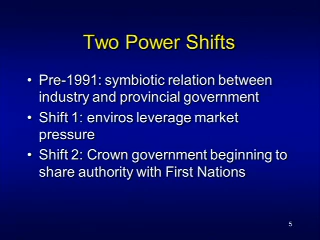 Two Power Shifts
• Pre-1991: symbiotic relation between
industry and provincial government
• Shift 1: enviros leverage market
pressure
• Shift 2: Crown government beginning to
share authority with First Nations
5